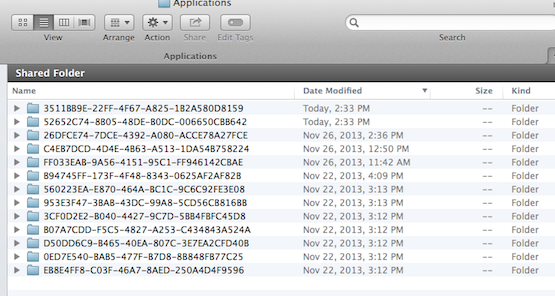 Applications
View Arrange Action Share Edit Tags Search
Applications
Shared Folder
Name Date Modified Size Kind
3511BB9E-22FF-4F67-A825-1B2A580D8159 Today, 2:33 PM -- Folder
52652C74-8B05-48DE-B0DC-006650CBB642 Today, 2:33 PM -- Folder
26DFCE74-7DCE-4392-A080-ACCE78A27FCE Nov 26, 2013, 2:36 PM -- Folder
C4EB7DCD-4D4E-4B63-A513-1DA54B758224 Nov 26, 2013, 12:50 PM -- Folder
FF033EAB-9A56-4151-95C1-FF946142CBAE Nov 26, 2013, 11:42 AM -- Folder
B94745FF-173F-4F48-8343-0625AF2AF82B Nov 22, 2013, 4:09 PM -- Folder
560223EA-E870-464A-BC1C-9C6C92FE3E08 Nov 22, 2013, 3:13 PM -- Folder
953E3F47-3BAB-43DC-99A8-5CD56CB816BB Nov 22, 2013, 3:13 PM -- Folder
3CF0D2E2-B040-4427-9C7D-5BB4FBFC45D8 Nov 22, 2013, 3:12 PM -- Folder
B07A7CDD-F5C5-4827-A253-C434843A524A Nov 22, 2013, 3:12 PM -- Folder
D50DD6C9-B465-40EA-807C-3E7EA2CFD40B Nov 22, 2013, 3:12 PM -- Folder
0ED7E540-BAB5-477F-B7D8-8B848FB77C25 Nov 22, 2013, 3:12 PM -- Folder
EB8E4FF8-C03F-46A7-8AED-250A4D4F9596 Nov 22, 2013, 3:12 PM -- Folder